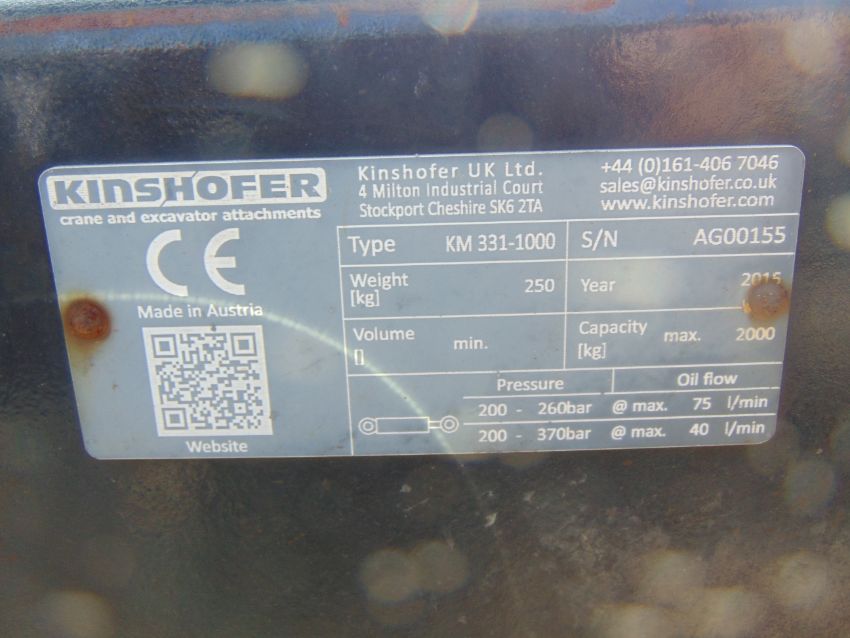 KINSHOFER
crane and excavator attachments
Kinshofer UK Ltd.
4 Milton Industrial Court
Stockport Cheshire SK6 2TA
+44 (0)161-406 7046
sales@kinshofer.co.uk
www.kinshofer.com
CE
Made in Austria
Website
Type KM 331-1000 S/N AG00155
Weight [kg] 250 Year 2015
Volume [l] min. Capacity [kg] max. 2000
Pressure Oil flow
200 - 260bar @ max. 75 l/min
200 - 370bar @ max. 40 l/min